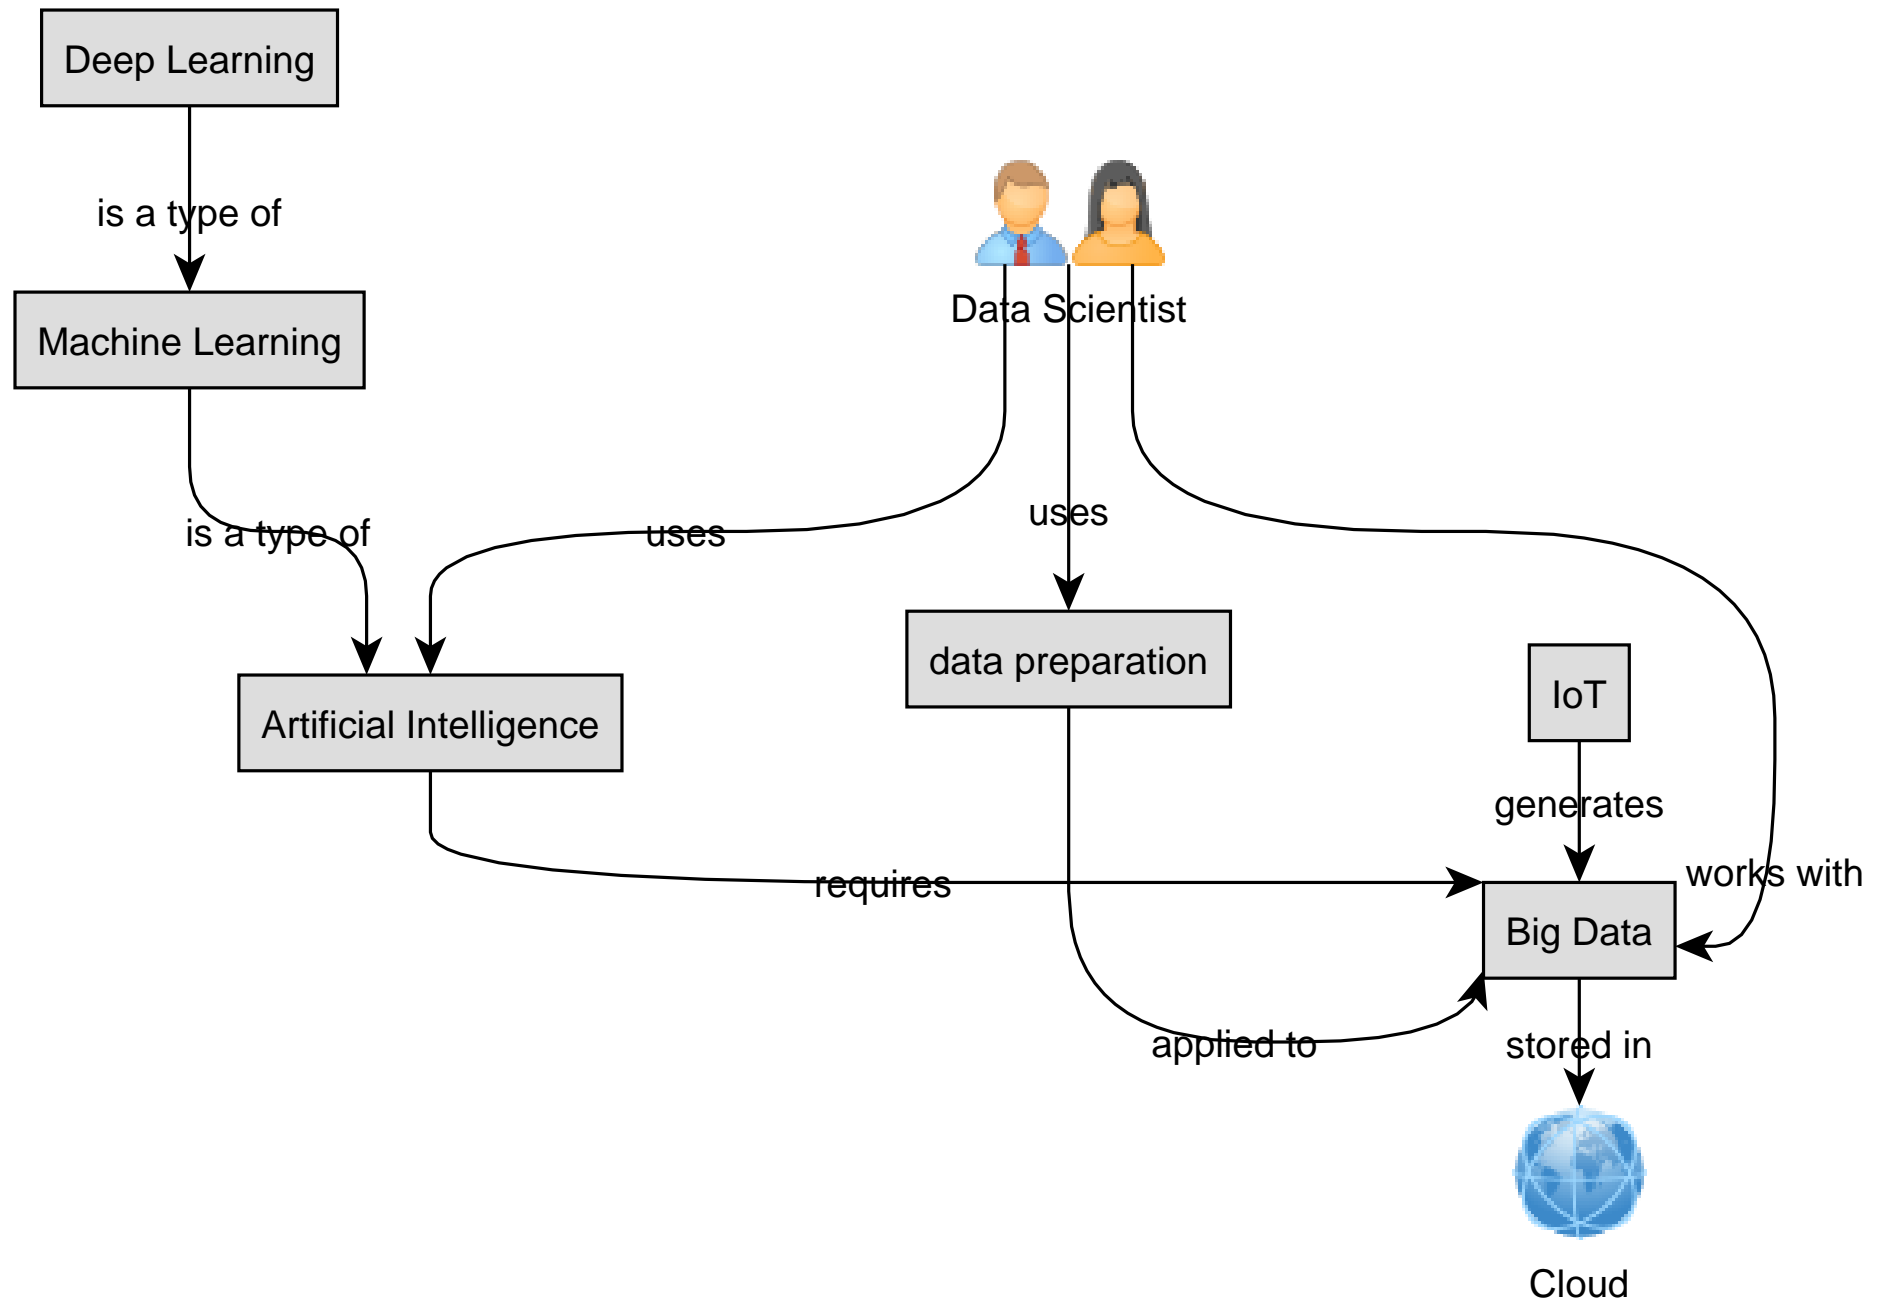 Deep Learning
is a type of
Data Scientist
Machine Learning
uses
is a type of
uses
data preparation
IoT
Artificial Intelligence
generates
works with
requires
Big Data
applied to
stored in
Cloud